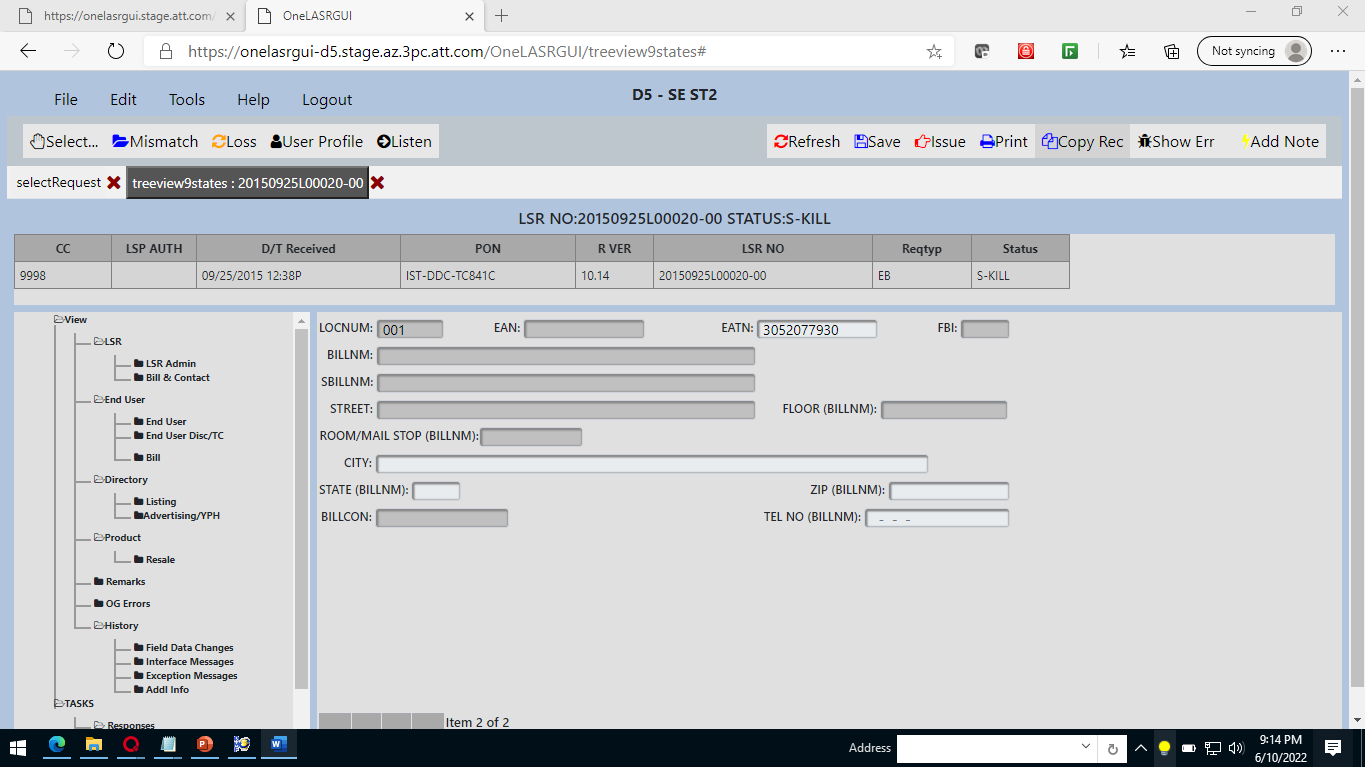 https://onelasrgui.stage.att.com/
OneLASRGUI
https://onelasrgui-d5.stage.az.3pc.att.com/OneLASRGUI/treeview9states#
Not syncing
File Edit Tools Help Logout
D5 - SE ST2
Select... Mismatch Loss User Profile Listen
Refresh Save Issue Print Copy Rec Show Err Add Note
selectRequest treeview9states : 20150925L00020-00
LSR NO:20150925L00020-00 STATUS:S-KILL
CC LSP AUTH D/T Received PON R VER LSR NO Reqtyp Status
9998 09/25/2015 12:38P IST-DDC-TC841C 10.14 20150925L00020-00 EB S-KILL
View
LSR
LSR Admin
Bill & Contact
End User
End User
End User Disc/TC
Bill
Directory
Listing
Advertising/YPH
Product
Resale
Remarks
OG Errors
History
Field Data Changes
Interface Messages
Exception Messages
Addl Info
TASKS
Responses
LOCNUM: 001 EAN: EATN: 3052077930 FBI:
BILLNM:
SBILLNM:
STREET: FLOOR (BILLNM):
ROOM/MAIL STOP (BILLNM):
CITY:
STATE (BILLNM): ZIP (BILLNM):
BILLCON: TEL NO (BILLNM): - - -
Item 2 of 2
Address
9:14 PM
6/10/2022